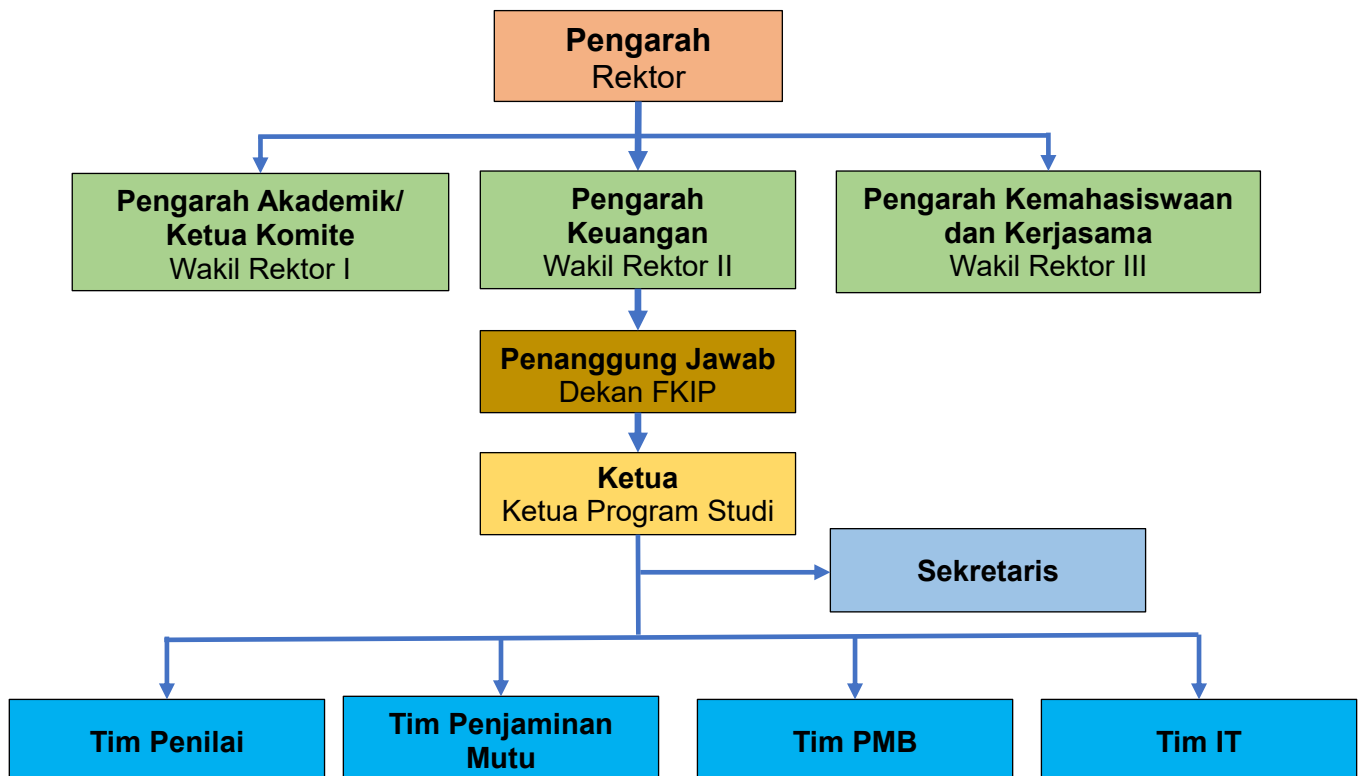 Pengarah
Rektor
Pengarah Akademik/
Ketua Komite
Wakil Rektor I
Pengarah
Keuangan
Wakil Rektor II
Pengarah Kemahasiswaan
dan Kerjasama
Wakil Rektor III
Penanggung Jawab
Dekan FKIP
Ketua
Ketua Program Studi
Sekretaris
Tim Penilai
Tim Penjaminan
Mutu
Tim PMB
Tim IT